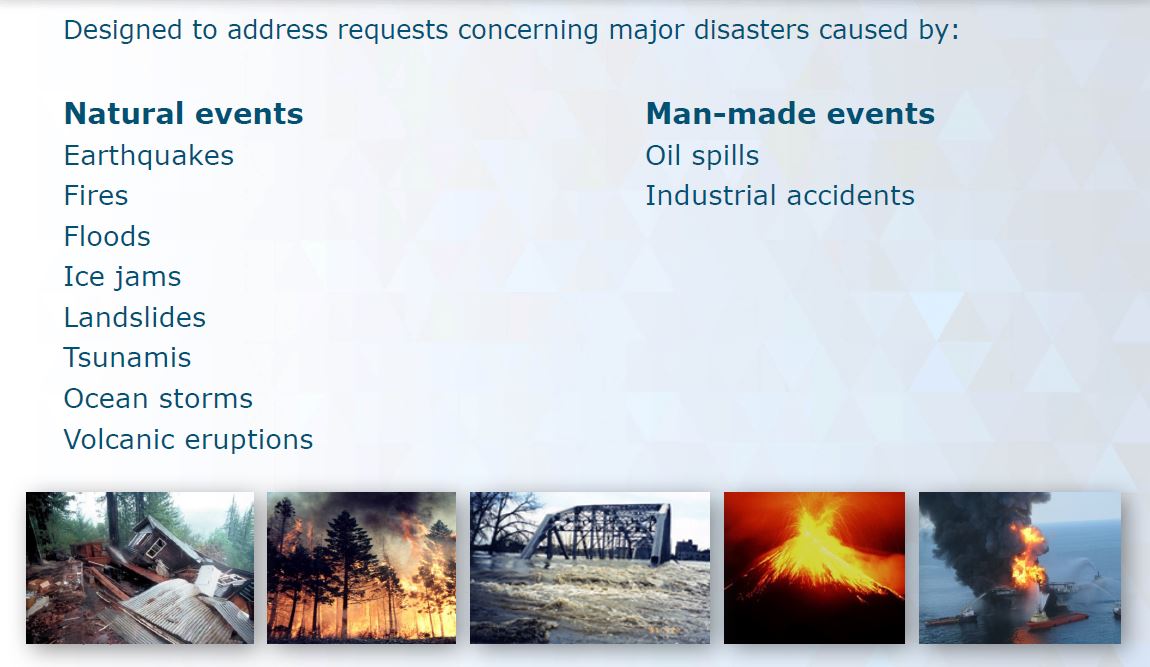 Designed to address requests concerning major disasters caused by:
Natural events
Earthquakes
Fires
Floods
Ice jams
Landslides
Tsunamis
Ocean storms
Volcanic eruptions
Man-made events
Oil spills
Industrial accidents